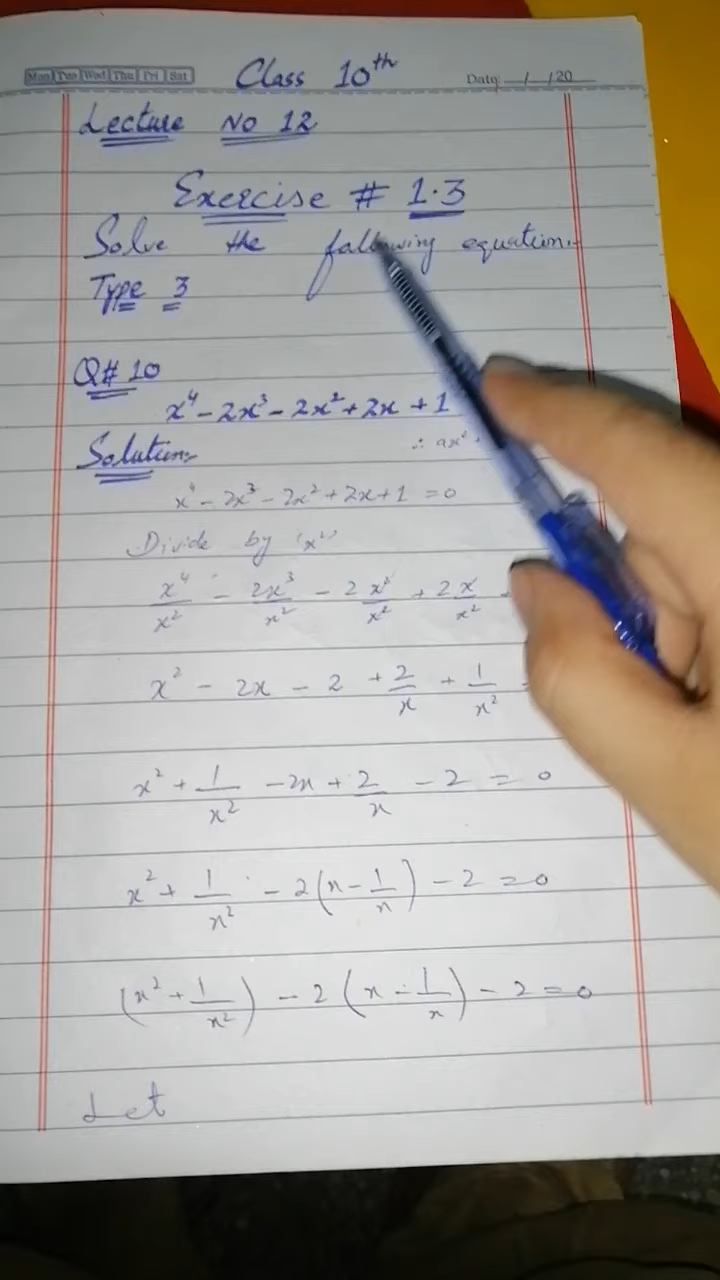 Mon Tue Wed Thu Fri Sat
Class 10th
Date: / /20
Lecture No 12
Exercise # 1.3
Solve the following equation.
Type 3
Q# 10
x⁴ - 2x³ - 2x² + 2x + 1
Solution:-
∴ ax²
x⁴ - 2x³ - 2x² + 2x + 1 = 0
Divide by 'x²'
x⁴/x² - 2x³/x² - 2x²/x² + 2x/x²
x² - 2x - 2 + 2/x + 1/x²
x² + 1/x² - 2x + 2/x - 2 = 0
x² + 1/x² - 2(x - 1/x) - 2 = 0
(x² + 1/x²) - 2(x - 1/x) - 2 = 0
Let